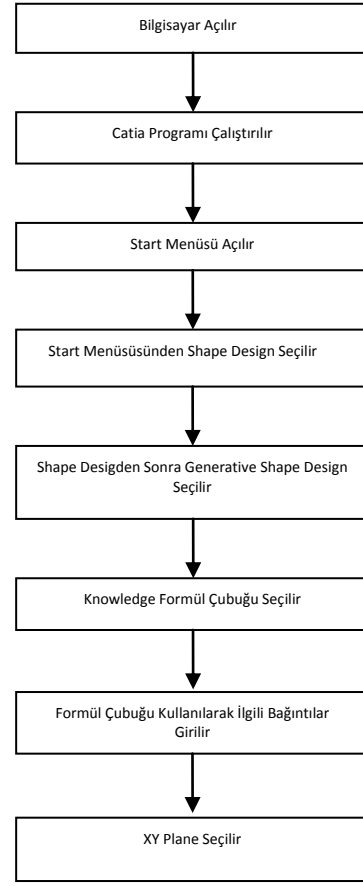 Bilgisayar Açılır
Catia Programı Çalıştırılır
Start Menüsü Açılır
Start Menüsüsünden Shape Design Seçilir
Shape Desigden Sonra Generative Shape Design
Seçilir
Knowledge Formül Çubuğu Seçilir
Formül Çubuğu Kullanılarak İlgili Bağıntılar
Girilir
XY Plane Seçilir